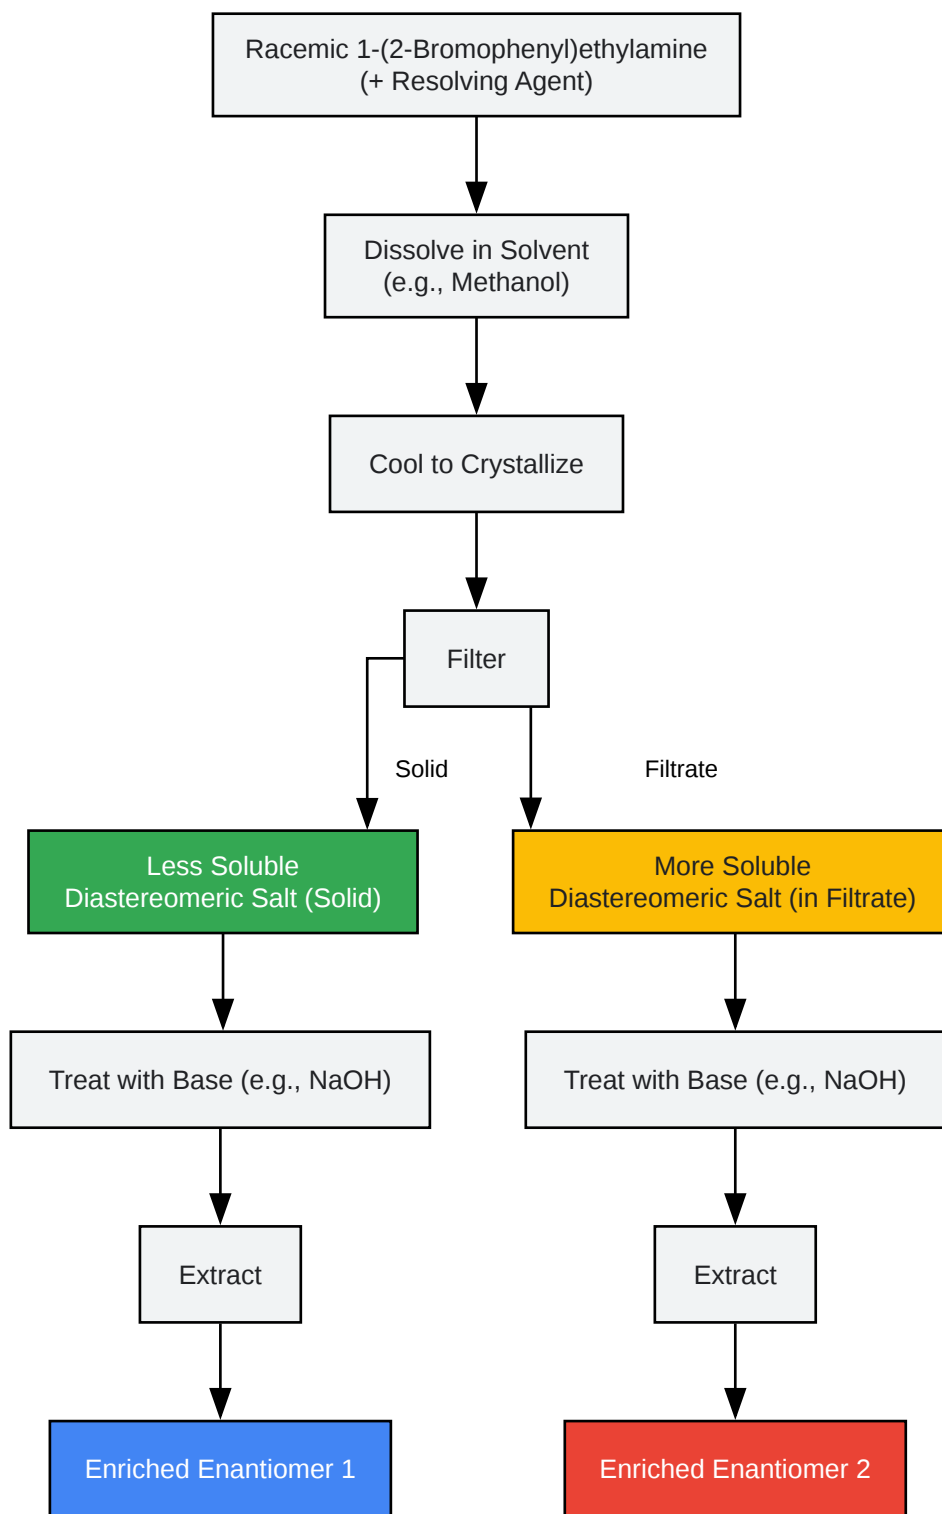 Racemic 1-(2-Bromophenyl)ethylamine
(+ Resolving Agent)
Dissolve in Solvent
(e.g., Methanol)
Cool to Crystallize
Filter
Solid
Filtrate
Less Soluble
Diastereomeric Salt (Solid)
More Soluble
Diastereomeric Salt (in Filtrate)
Treat with Base (e.g., NaOH)
Treat with Base (e.g., NaOH)
Extract
Extract
Enriched Enantiomer 1
Enriched Enantiomer 2